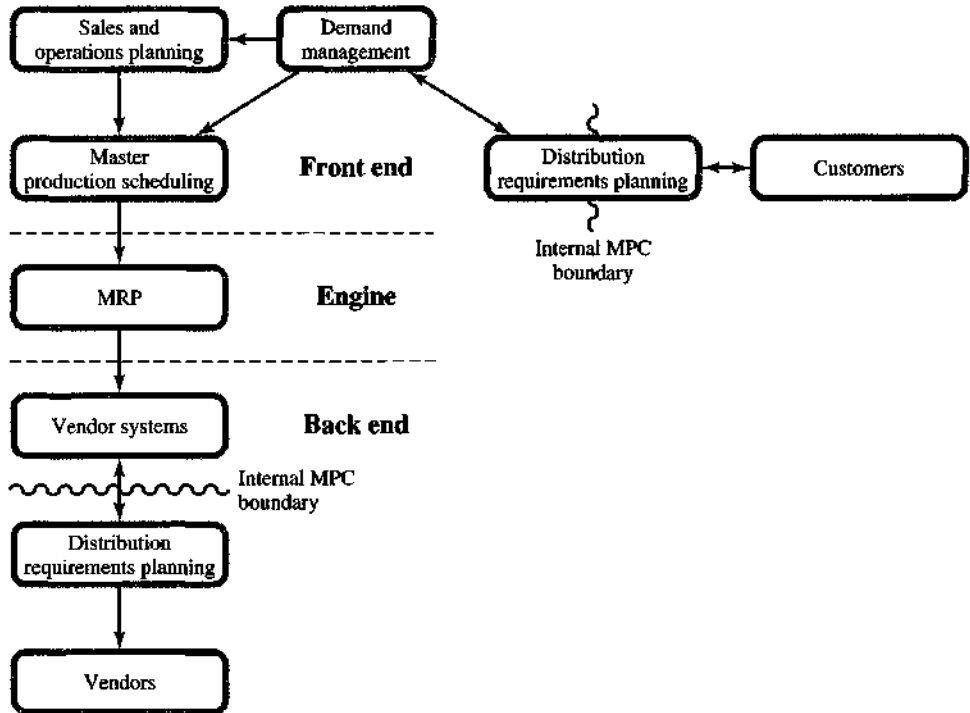 Sales and
operations planning
Demand
management
Master
production scheduling
Front end
Distribution
requirements planning
Customers
Internal MPC
boundary
MRP
Engine
Vendor systems
Back end
Internal MPC
boundary
Distribution
requirements planning
Vendors